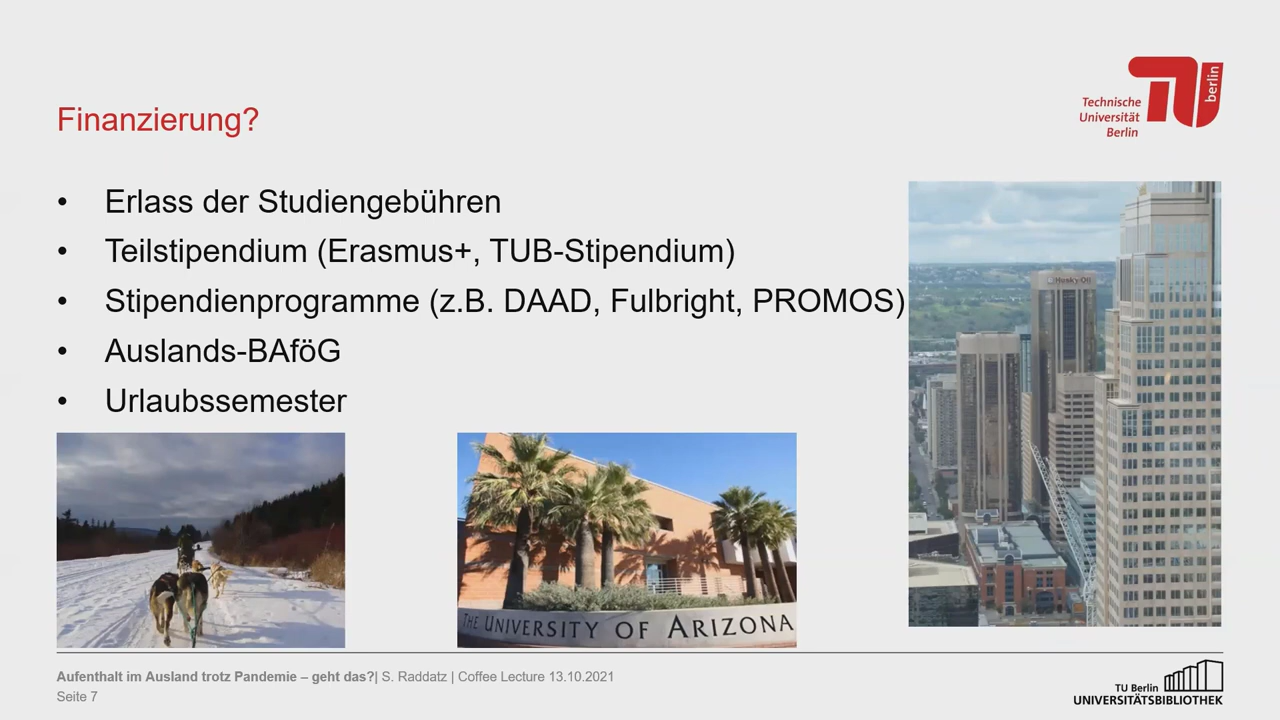 Finanzierung?
Technische
Universität
Berlin
berlin
• Erlass der Studiengebühren
• Teilstipendium (Erasmus+, TUB-Stipendium)
• Stipendienprogramme (z.B. DAAD, Fulbright, PROMOS)
• Auslands-BAföG
• Urlaubssemester
Husky Oil
THE UNIVERSITY OF ARIZONA
Aufenthalt im Ausland trotz Pandemie – geht das?| S. Raddatz | Coffee Lecture 13.10.2021
Seite 7
TU Berlin
UNIVERSITÄTSBIBLIOTHEK